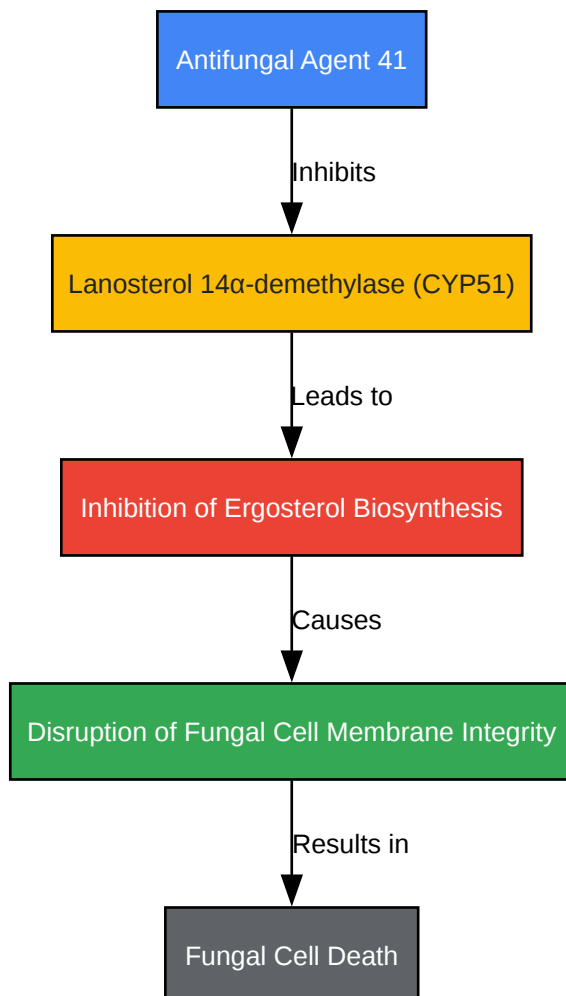 Antifungal Agent 41
Inhibits
Lanosterol 14α-demethylase (CYP51)
Leads to
Inhibition of Ergosterol Biosynthesis
Causes
Disruption of Fungal Cell Membrane Integrity
Results in
Fungal Cell Death